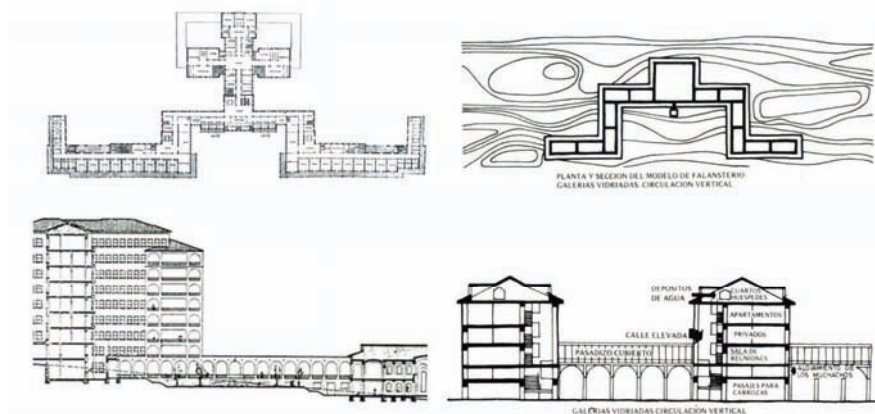 PLANTA Y SECCION DEL MODELO DE FALANSTERIO
GALERIAS VIDRIADAS. CIRCULACION VERTICAL
DEPOSITOS
DE AGUA
CUARTOS
HUESPEDES
APARTAMENTOS
CALLE ELEVADA
PRIVADOS
PASADIZO CUBIERTO
SALA DE
REUNIONES
ALOJAMIENTO DE
LOS MUCHACHOS
PASAJES PARA
CARROZAS
GALERIAS VIDRIADAS CIRCULACION VERTICAL